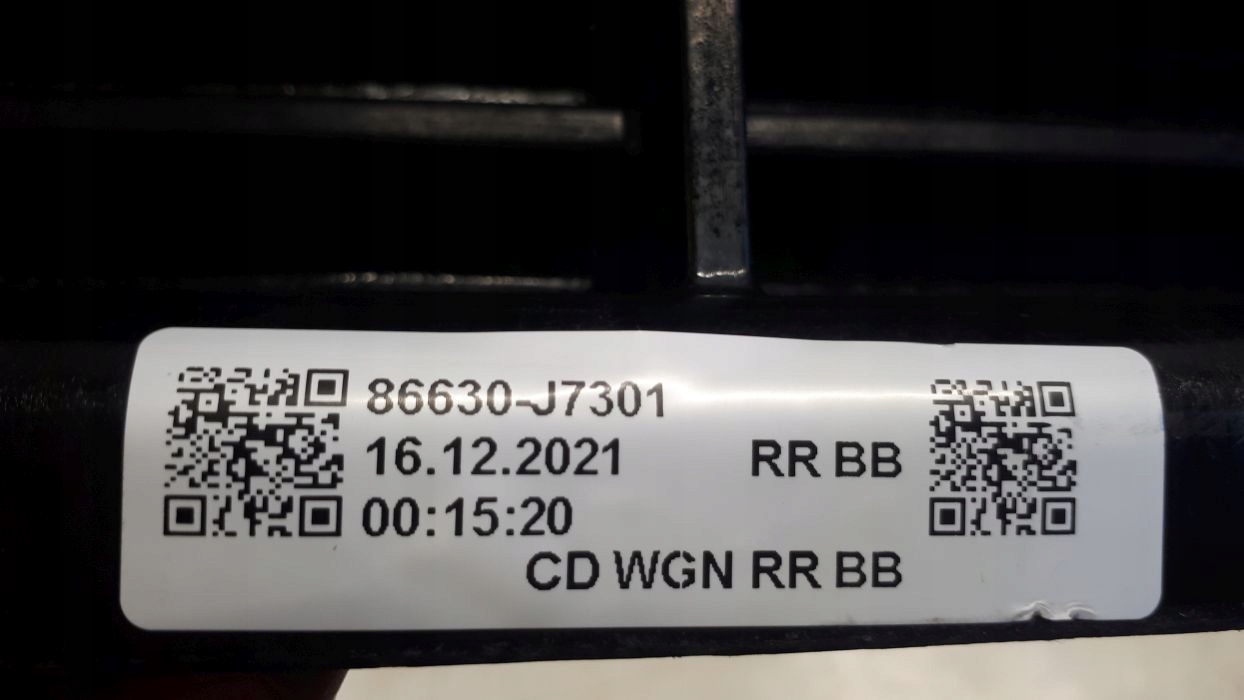 86630-J7301
16.12.2021 RR BB
00:15:20
CD WGN RR BB